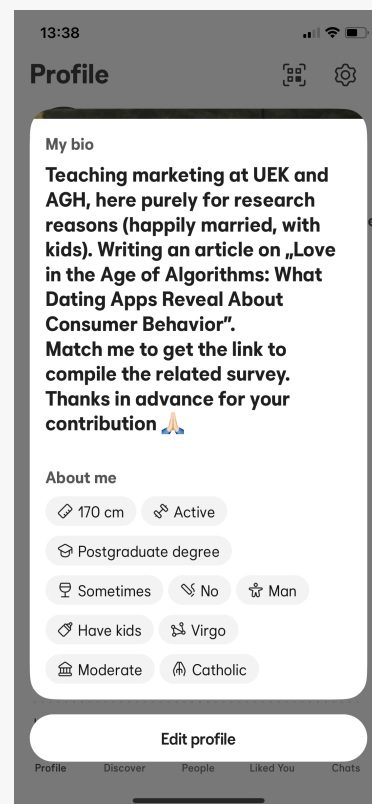 13:38
Profile
My bio
Teaching marketing at UEK and
AGH, here purely for research
reasons (happily married, with
kids). Writing an article on „Love
in the Age of Algorithms: What
Dating Apps Reveal About
Consumer Behavior”.
Match me to get the link to
compile the related survey.
Thanks in advance for your
contribution 🙏🏻
About me
170 cm
Active
Postgraduate degree
Sometimes
No
Man
Have kids
Virgo
Moderate
Catholic
Edit profile
Profile
Discover
People
Liked You
Chats